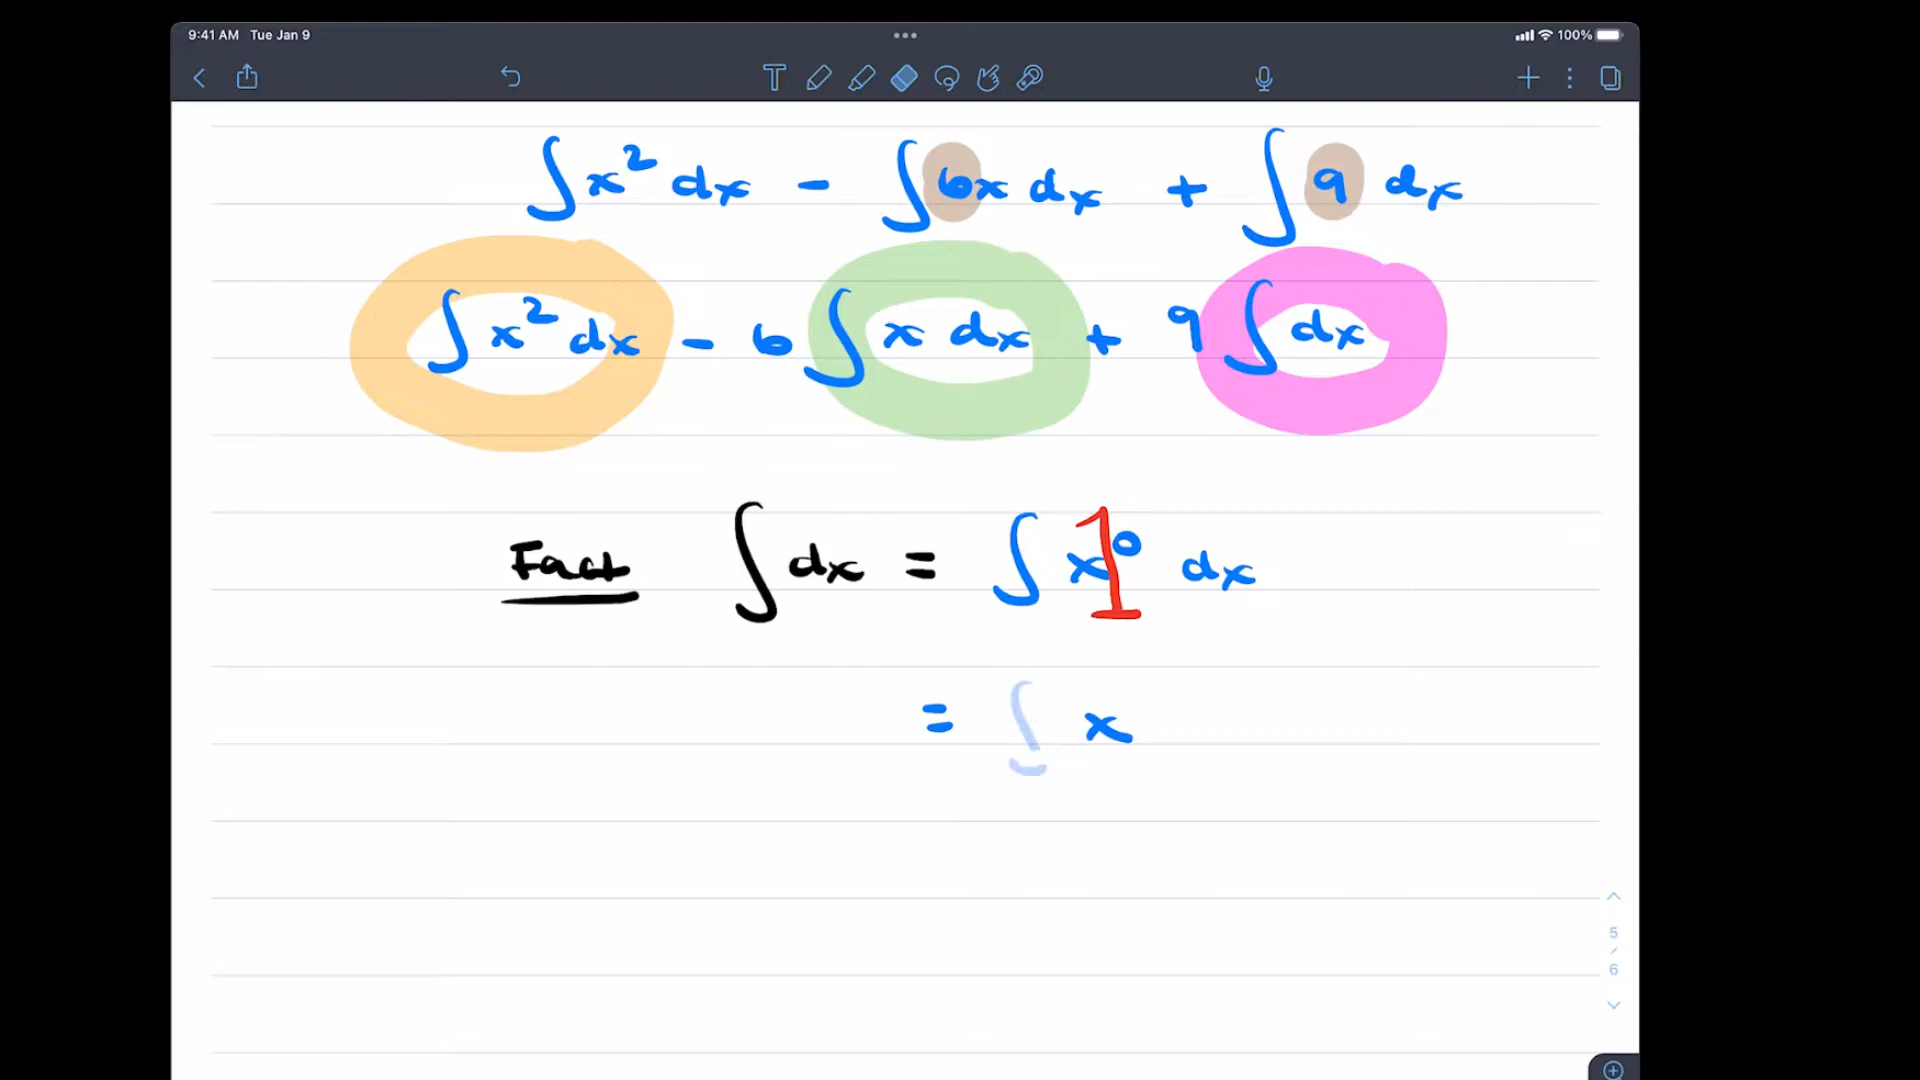 9:41 AM Tue Jan 9 100%
∫ x² dx - ∫ 6x dx + ∫ 9 dx
∫ x² dx - 6 ∫ x dx + 9 ∫ dx
Fact ∫ dx = ∫ x⁰ 1 dx
= ∫ x
5
/
6